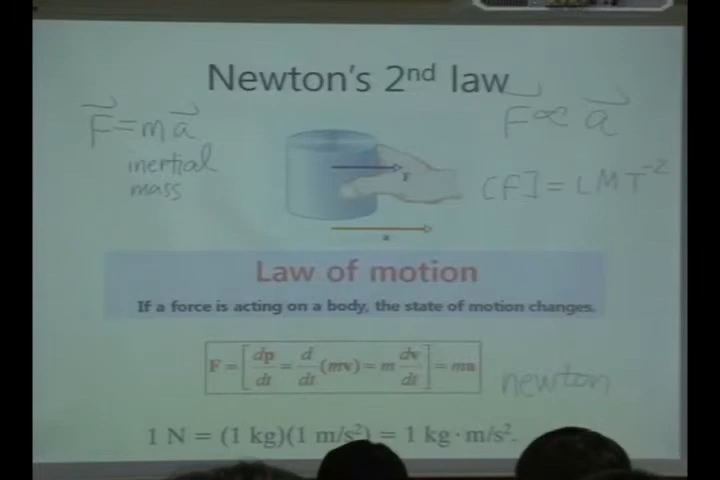 Newton's 2nd law
F⃗ = ma⃗
inertial
mass
F⃗ ∝ a⃗
[F] = LMT⁻²
F
a
Law of motion
If a force is acting on a body, the state of motion changes.
F = [dp/dt = d/dt (mv) = m dv/dt] = ma
newton
1 N = (1 kg)(1 m/s²) = 1 kg · m/s².